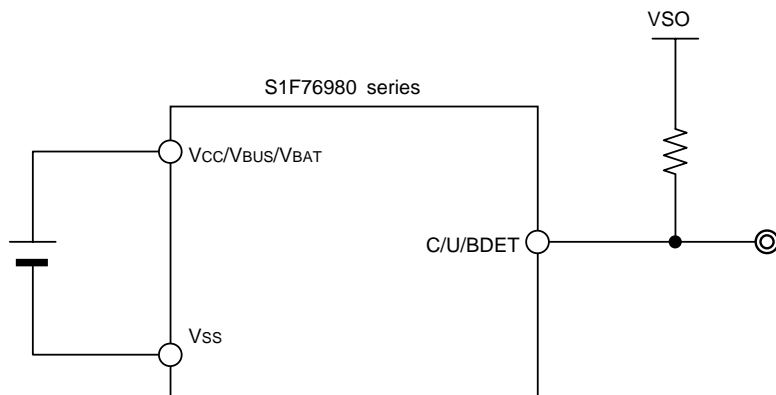 VSO
S1F76980 series
VCC/VBUS/VBAT
C/U/BDET
VSS